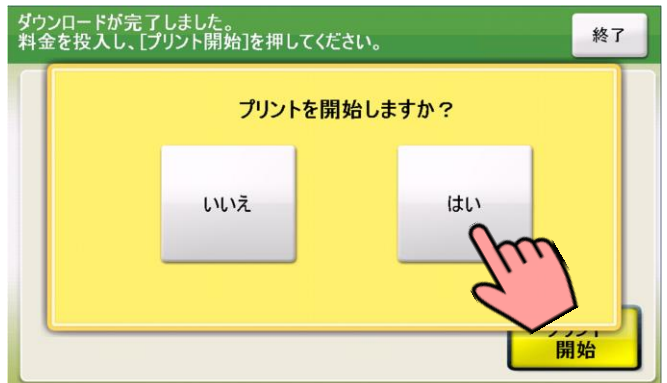 ダウンロードが完了しました。
料金を投入し、[プリント開始]を押してください。
終了
プリントを開始しますか？
いいえ
はい
開始